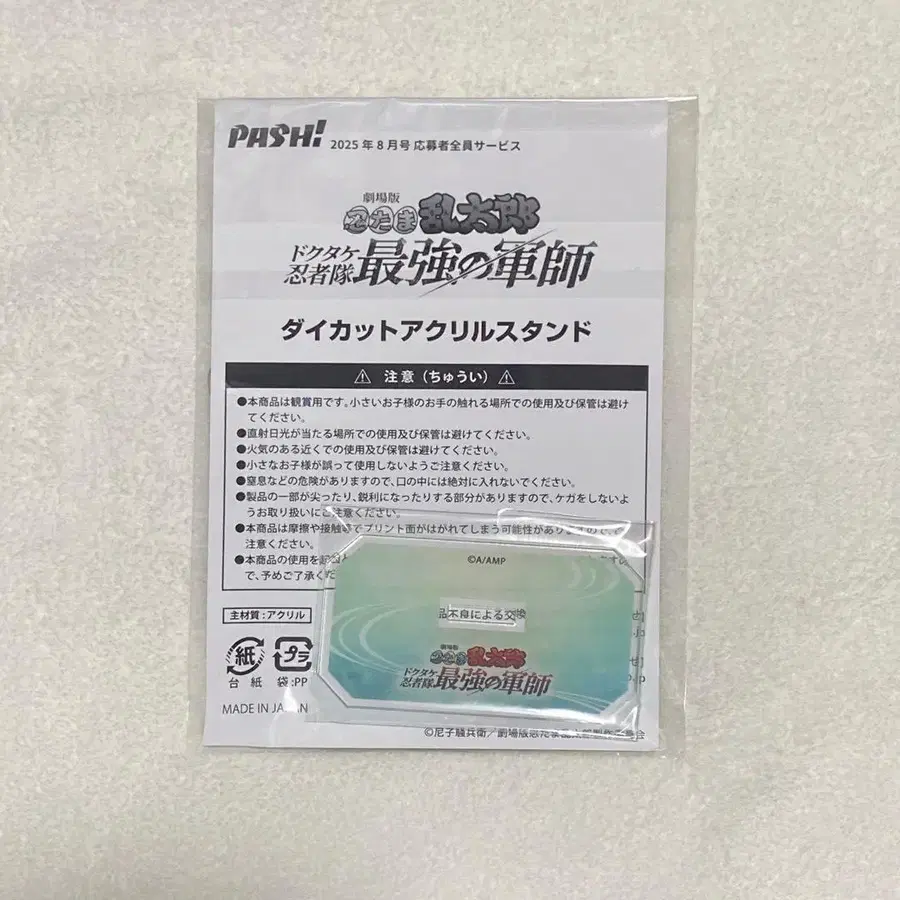 PASH! 2025年8月号 応募者全員サービス
劇場版
忍たま乱太郎
ドクタケ忍者隊 最強の軍師
ダイカットアクリルスタンド
⚠ 注意(ちゅうい) ⚠
●本商品は観賞用です。小さいお子様のお手の触れる場所での使用及び保管は避け
てください。
●直射日光が当たる場所での使用及び保管は避けてください。
●火気のある近くでの使用及び保管は避けてください。
●小さなお子様が誤って使用しないようご注意ください。
●窒息などの危険がありますので、口の中には絶対に入れないでください。
●製品の一部が尖ったり、鋭利になったりする部分がありますので、ケガをしないよ
うお取り扱いにご注意ください。
●本商品は摩擦や接触等でプリント面がはがれてしまう可能性がありますので、ご
注意ください。
●本商品の使用を起因と
で、予めご了承くだ
©A/AMP
品不良による交換
主材質:アクリル
劇場版
忍たま乱太郎
ドクタケ忍者隊 最強の軍師
紙 プラ
台紙 袋:PP
MADE IN JAPAN
©尼子騒兵衛/劇場版忍たま乱太郎製作委員会